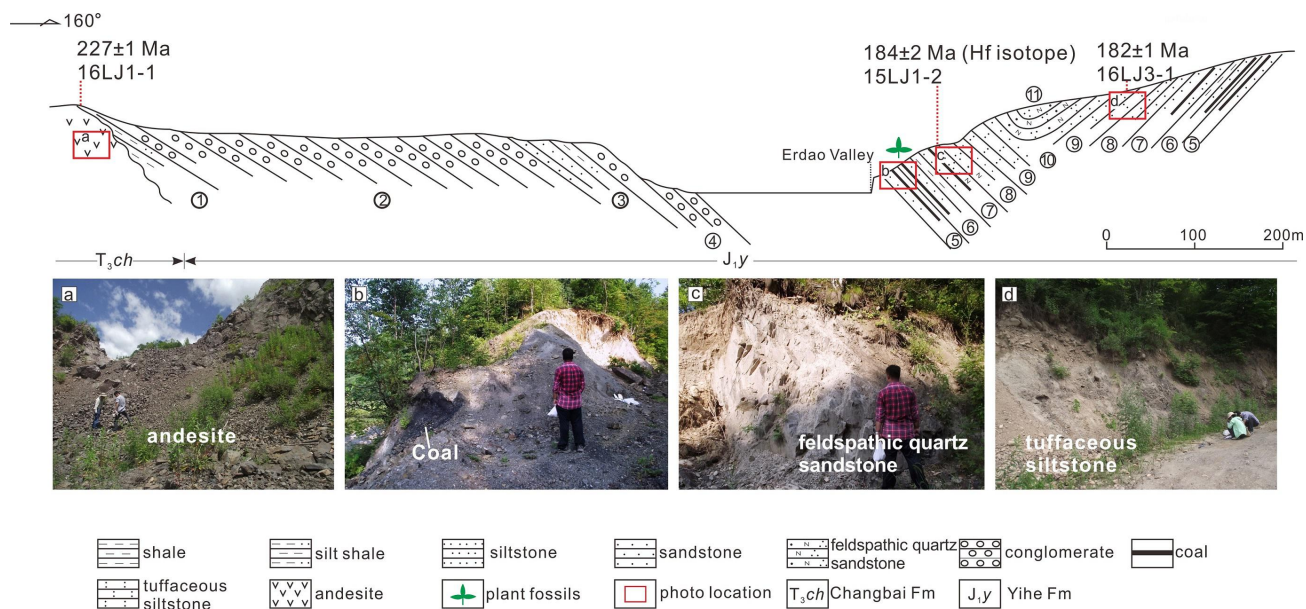 160°
227±1 Ma
16LJ1-1
184±2 Ma (Hf isotope)
15LJ1-2
182±1 Ma
16LJ3-1
Erdao Valley
a
b
c
d
① ② ③ ④ ⑤ ⑥ ⑦ ⑧ ⑨ ⑩ ⑪ ⑨ ⑧ ⑦ ⑥ ⑤
0 100 200m
T₃ch J₁y
a
andesite
b
Coal
c
feldspathic quartz
sandstone
d
tuffaceous
siltstone
shale
silt shale
siltstone
sandstone
N N N feldspathic quartz
sandstone
conglomerate
coal
tuffaceous
siltstone
andesite
plant fossils
photo location
T₃ch Changbai Fm
J₁y Yihe Fm